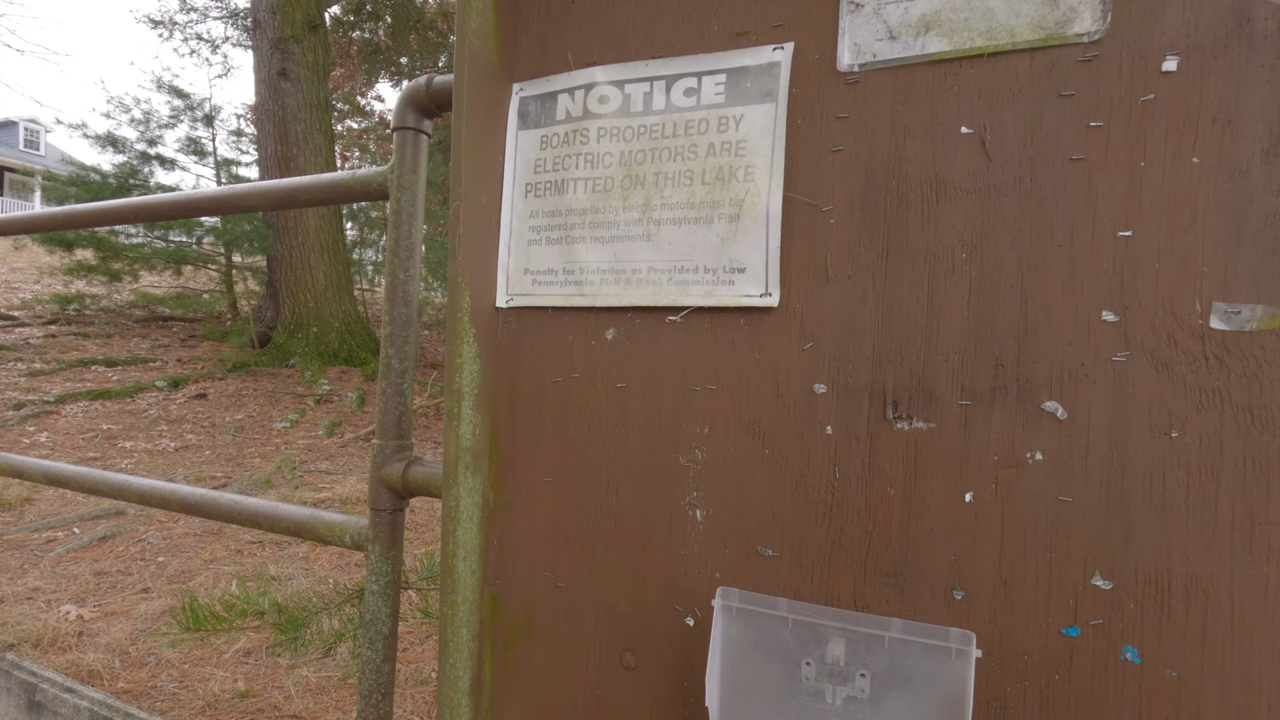 NOTICE
BOATS PROPELLED BY
ELECTRIC MOTORS ARE
PERMITTED ON THIS LAKE
All boats propelled by electric motors must be
registered and comply with Pennsylvania Fish
and Boat Code requirements.
Penalty for Violation as Provided by Law
Pennsylvania Fish & Boat Commission